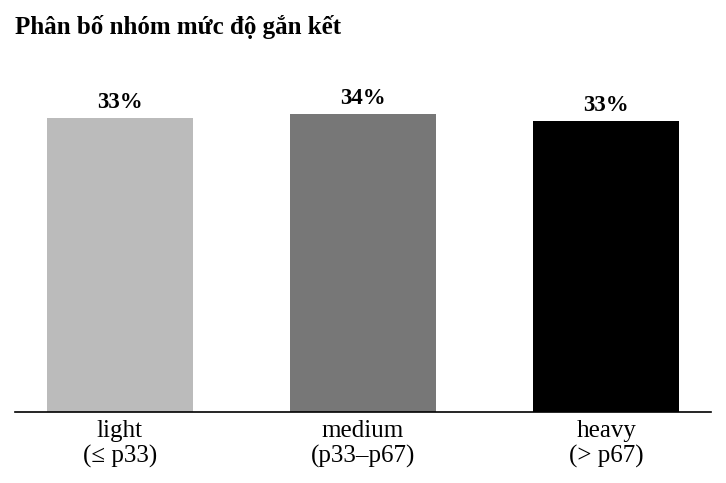 Phân bố nhóm mức độ gắn kết
33%
34%
33%
light
(≤ p33)
medium
(p33–p67)
heavy
(> p67)